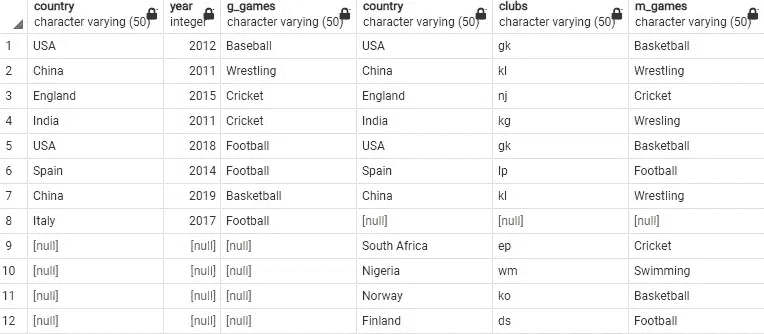 country year g_games country clubs m_games
character varying (50) integer character varying (50) character varying (50) character varying (50) character varying (50)
1 USA 2012 Baseball USA gk Basketball
2 China 2011 Wrestling China kl Wrestling
3 England 2015 Cricket England nj Cricket
4 India 2011 Cricket India kg Wresling
5 USA 2018 Football USA gk Basketball
6 Spain 2014 Football Spain lp Football
7 China 2019 Basketball China kl Wrestling
8 Italy 2017 Football [null] [null] [null]
9 [null] [null] [null] South Africa ep Cricket
10 [null] [null] [null] Nigeria wm Swimming
11 [null] [null] [null] Norway ko Basketball
12 [null] [null] [null] Finland ds Football